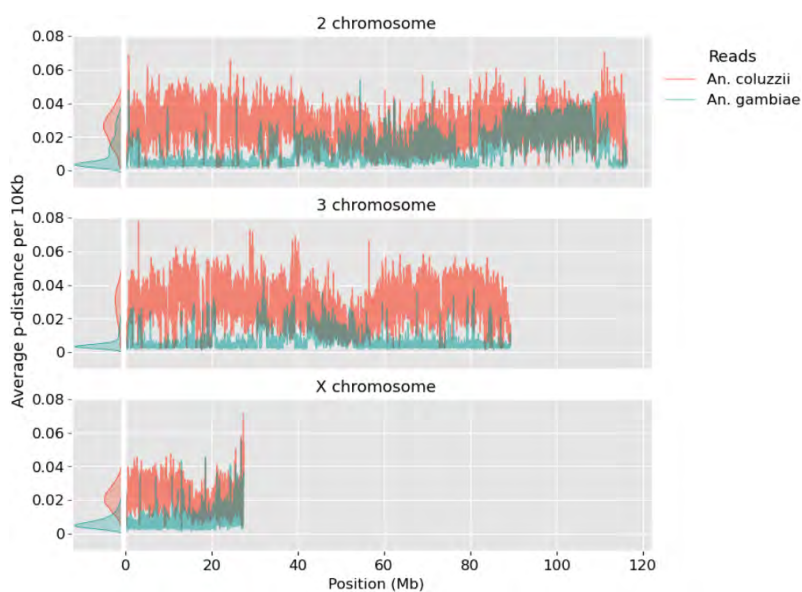 2 chromosome
0.08
0.06
0.04
0.02
0
Reads
An. coluzzii
An. gambiae
Average p-distance per 10Kb
3 chromosome
0.08
0.06
0.04
0.02
0
X chromosome
0.08
0.06
0.04
0.02
0
0 20 40 60 80 100 120
Position (Mb)